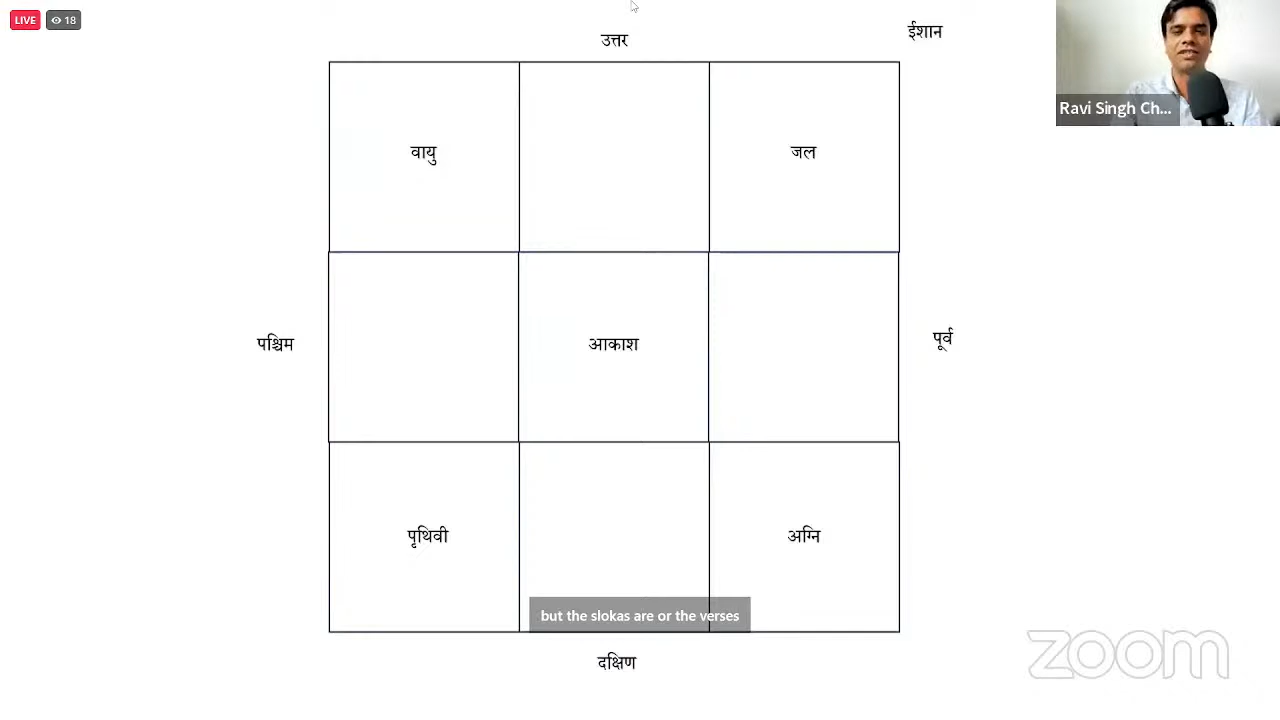 LIVE 18
उत्तर
ईशान
Ravi Singh Ch...
वायु
जल
पश्चिम
आकाश
पूर्व
पृथिवी
अग्नि
but the slokas are or the verses
दक्षिण
zoom